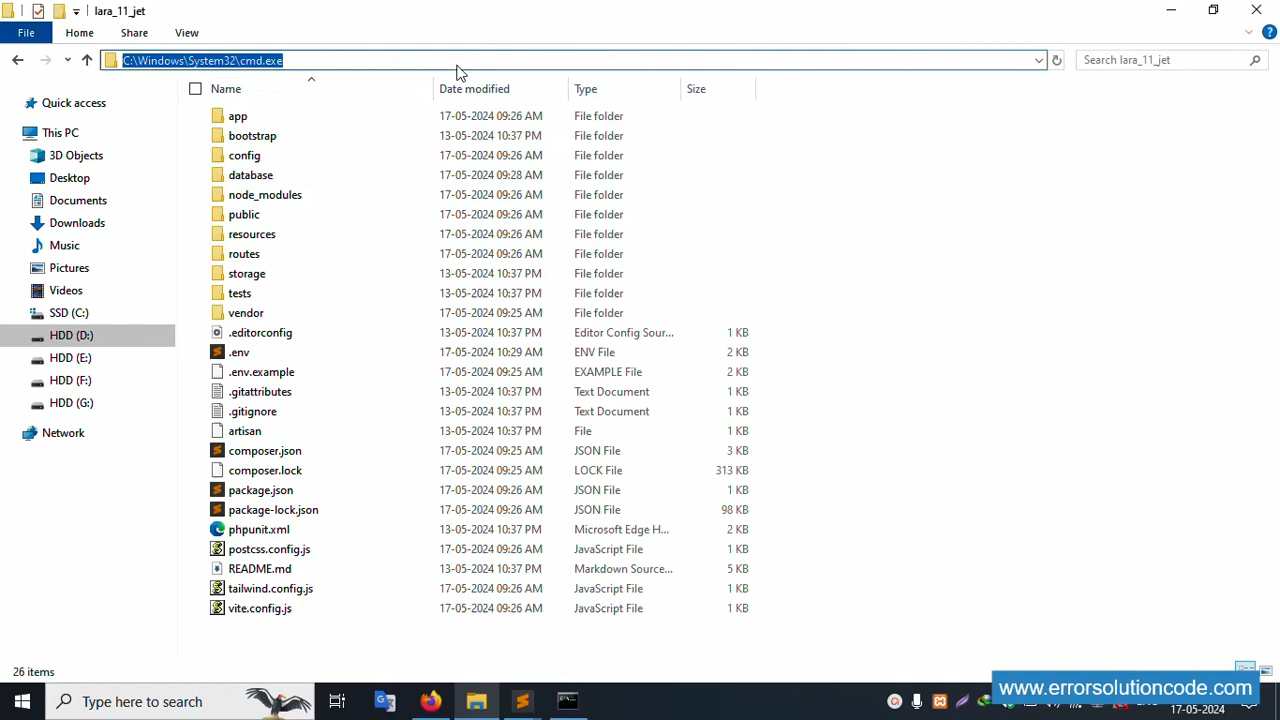 lara_11_jet
File Home Share View
C:\Windows\System32\cmd.exe
Search lara_11_jet
Name Date modified Type Size
Quick access
This PC
3D Objects
Desktop
Documents
Downloads
Music
Pictures
Videos
SSD (C:)
HDD (D:)
HDD (E:)
HDD (F:)
HDD (G:)
Network
app 17-05-2024 09:26 AM File folder
bootstrap 13-05-2024 10:37 PM File folder
config 17-05-2024 09:26 AM File folder
database 17-05-2024 09:28 AM File folder
node_modules 17-05-2024 09:26 AM File folder
public 17-05-2024 09:26 AM File folder
resources 17-05-2024 09:26 AM File folder
routes 17-05-2024 09:26 AM File folder
storage 13-05-2024 10:37 PM File folder
tests 13-05-2024 10:37 PM File folder
vendor 17-05-2024 09:25 AM File folder
.editorconfig 13-05-2024 10:37 PM Editor Config Sour... 1 KB
.env 17-05-2024 10:29 AM ENV File 2 KB
.env.example 17-05-2024 09:25 AM EXAMPLE File 2 KB
.gitattributes 13-05-2024 10:37 PM Text Document 1 KB
.gitignore 13-05-2024 10:37 PM Text Document 1 KB
artisan 13-05-2024 10:37 PM File 1 KB
composer.json 17-05-2024 09:25 AM JSON File 3 KB
composer.lock 17-05-2024 09:25 AM LOCK File 313 KB
package.json 17-05-2024 09:26 AM JSON File 1 KB
package-lock.json 17-05-2024 09:26 AM JSON File 98 KB
phpunit.xml 13-05-2024 10:37 PM Microsoft Edge H... 2 KB
postcss.config.js 17-05-2024 09:26 AM JavaScript File 1 KB
README.md 13-05-2024 10:37 PM Markdown Source... 5 KB
tailwind.config.js 17-05-2024 09:26 AM JavaScript File 1 KB
vite.config.js 17-05-2024 09:26 AM JavaScript File 1 KB
26 items
www.errorsolutioncode.com
Type here to search
17-05-2024